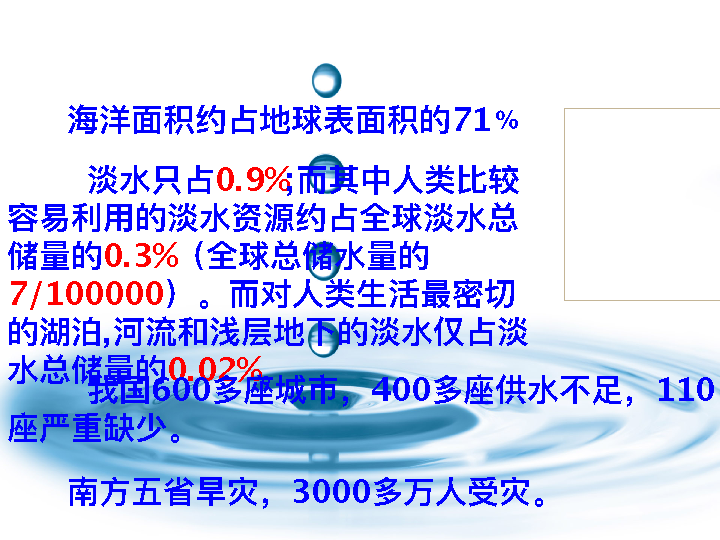 海洋面积约占地球表面积的71%
淡水只占0.9%;而其中人类比较
容易利用的淡水资源约占全球淡水总
储量的0.3%（全球总储水量的
7/100000）。而对人类生活最密切
的湖泊,河流和浅层地下的淡水仅占淡
水总储量的0.02%。
我国600多座城市，400多座供水不足，110
座严重缺少。
南方五省旱灾，3000多万人受灾。